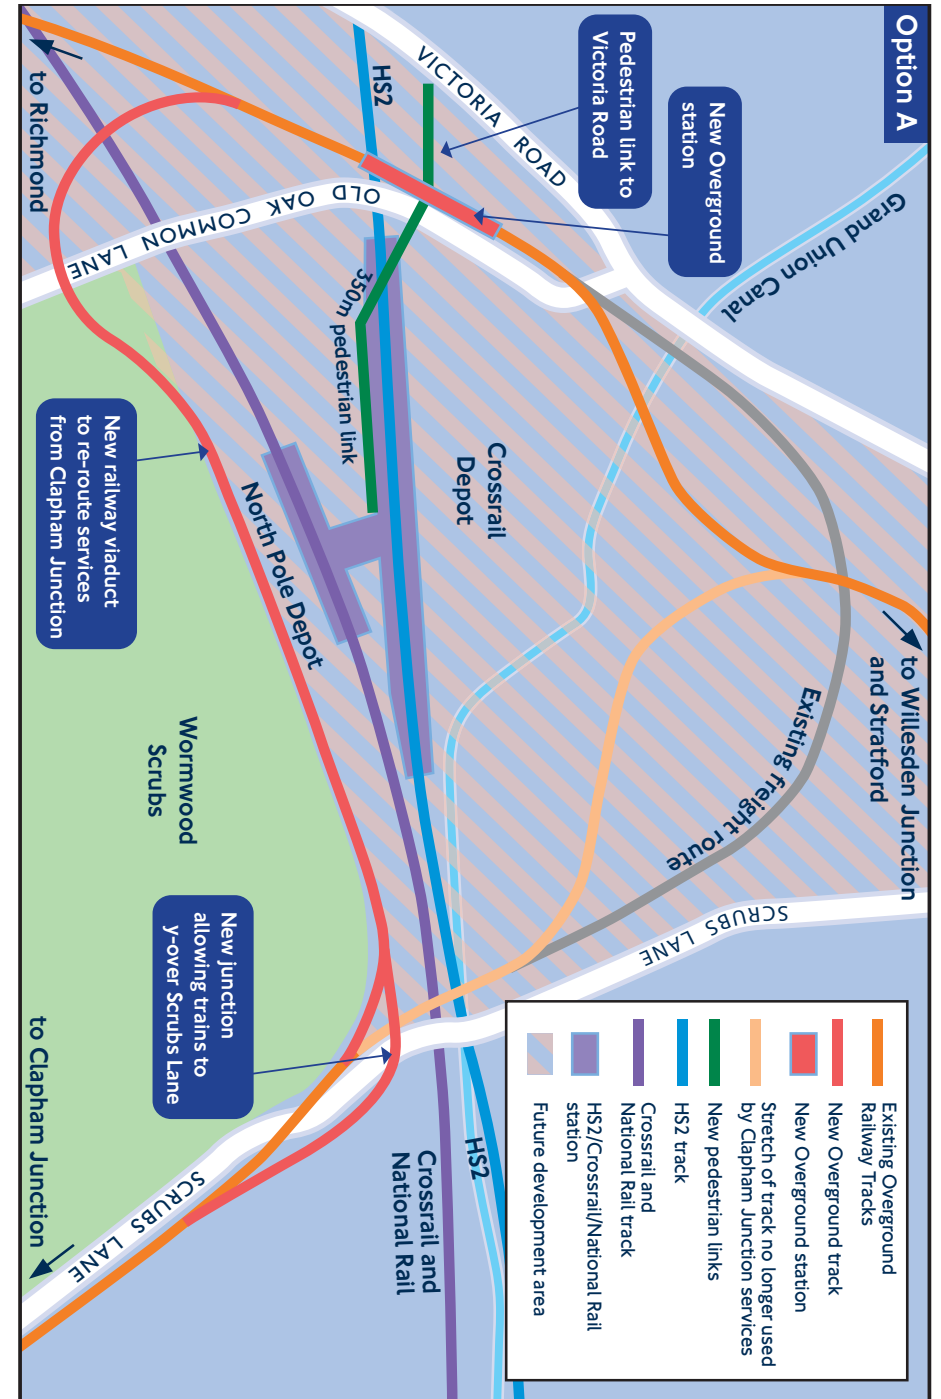 Option A
Grand Union Canal
VICTORIA ROAD
Pedestrian link to
Victoria Road
New Overground
station
HS2
to Richmond
OLD OAK COMMON LANE
350m pedestrian link
Crossrail
Depot
North Pole Depot
New railway viaduct
to re-route services
from Clapham Junction
to Willesden Junction
and Stratford
Existing freight route
Wormwood
Scrubs
SCRUBS LANE
New junction
allowing trains to
y-over Scrubs Lane
to Clapham Junction
SCRUBS LANE
HS2
Crossrail and
National Rail
Existing Overground
Railway Tracks
New Overground track
New Overground station
Stretch of track no longer used
by Clapham Junction services
New pedestrian links
HS2 track
Crossrail and
National Rail track
HS2/Crossrail/National Rail
station
Future development area